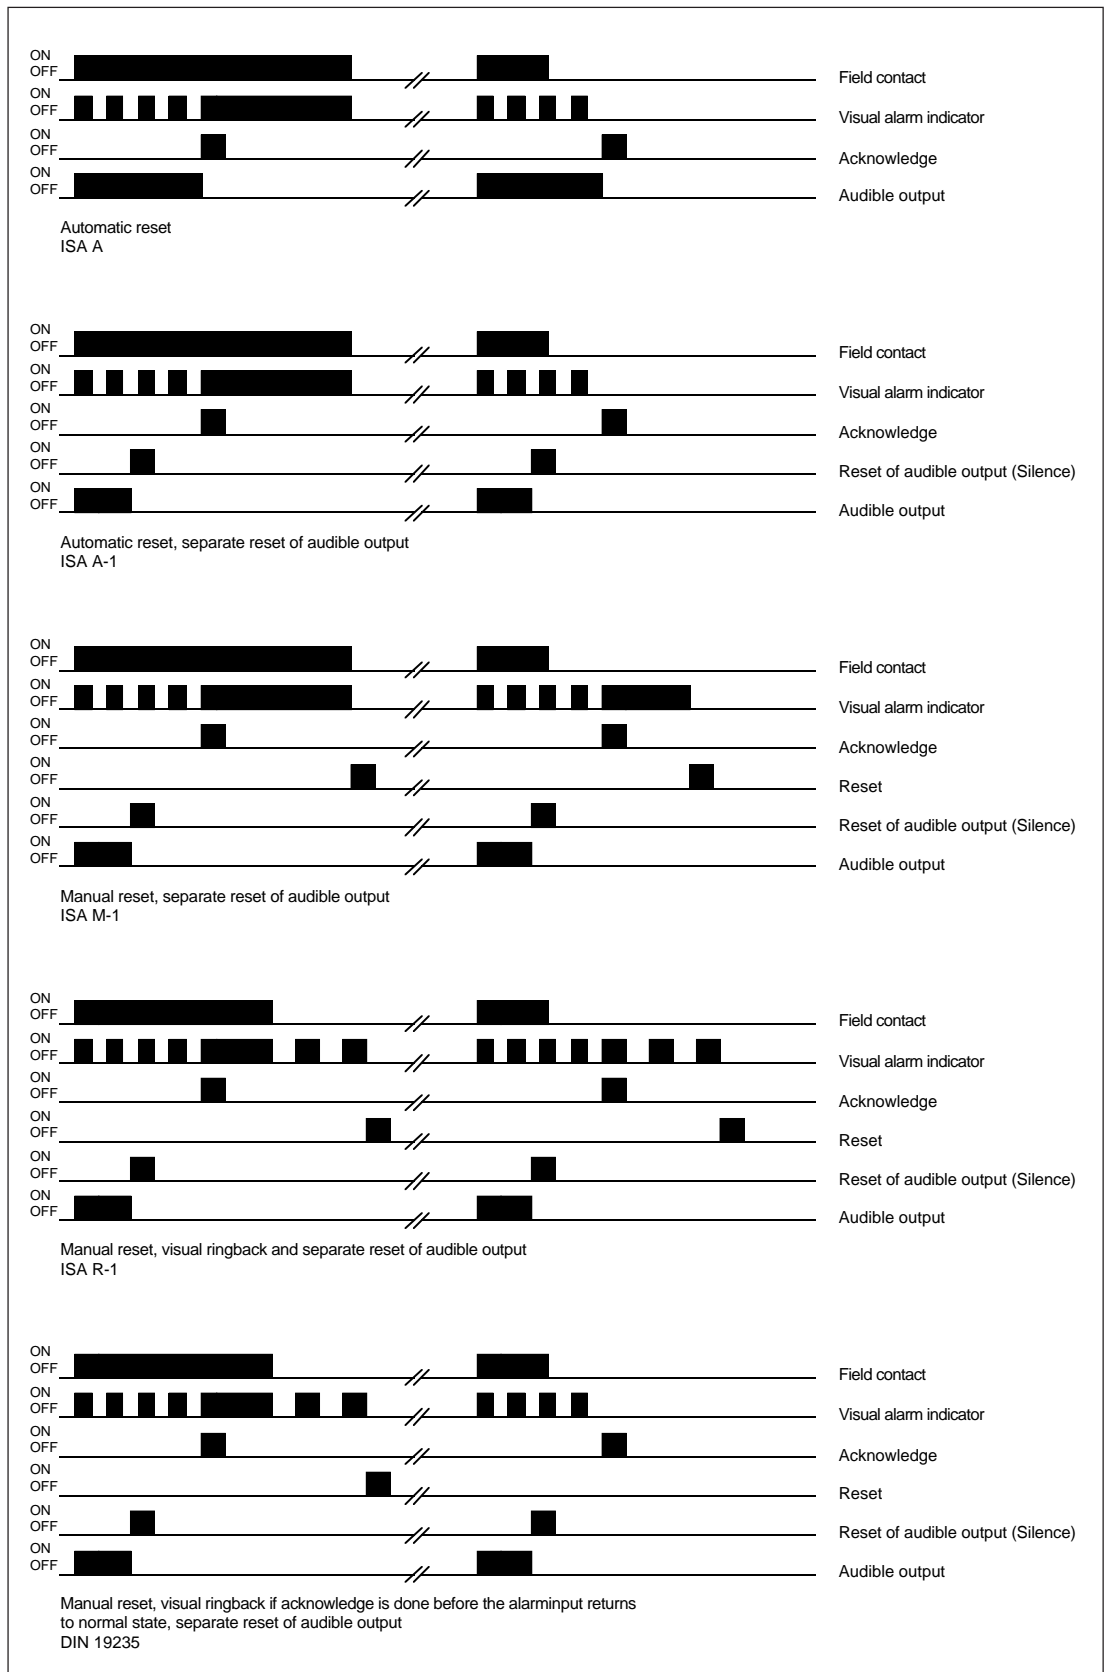 ON
OFF
Field contact
ON
OFF
Visual alarm indicator
ON
OFF
Acknowledge
ON
OFF
Audible output
Automatic reset
ISA A
ON
OFF
Field contact
ON
OFF
Visual alarm indicator
ON
OFF
Acknowledge
ON
OFF
Reset of audible output (Silence)
ON
OFF
Audible output
Automatic reset, separate reset of audible output
ISA A-1
ON
OFF
Field contact
ON
OFF
Visual alarm indicator
ON
OFF
Acknowledge
ON
OFF
Reset
ON
OFF
Reset of audible output (Silence)
ON
OFF
Audible output
Manual reset, separate reset of audible output
ISA M-1
ON
OFF
Field contact
ON
OFF
Visual alarm indicator
ON
OFF
Acknowledge
ON
OFF
Reset
ON
OFF
Reset of audible output (Silence)
ON
OFF
Audible output
Manual reset, visual ringback and separate reset of audible output
ISA R-1
ON
OFF
Field contact
ON
OFF
Visual alarm indicator
ON
OFF
Acknowledge
ON
OFF
Reset
ON
OFF
Reset of audible output (Silence)
ON
OFF
Audible output
Manual reset, visual ringback if acknowledge is done before the alarminput returns
to normal state, separate reset of audible output
DIN 19235